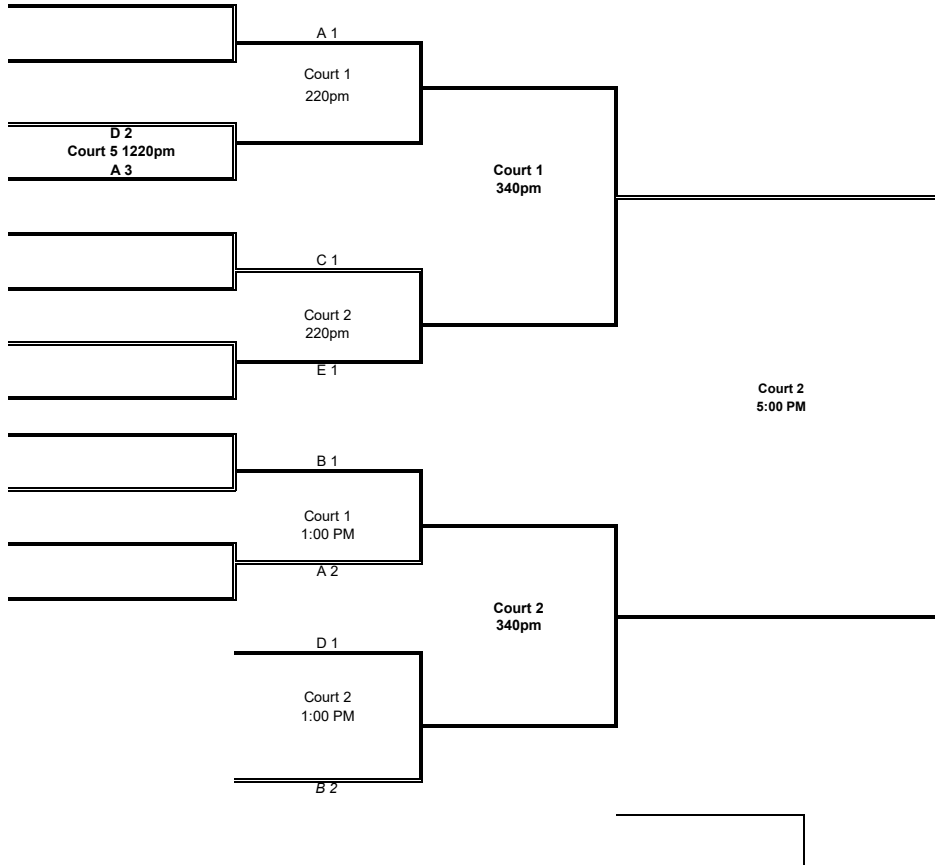 A 1
Court 1
220pm
D 2
Court 5 1220pm
A 3
Court 1
340pm
C 1
Court 2
220pm
E 1
Court 2
5:00 PM
B 1
Court 1
1:00 PM
A 2
Court 2
340pm
D 1
Court 2
1:00 PM
B 2